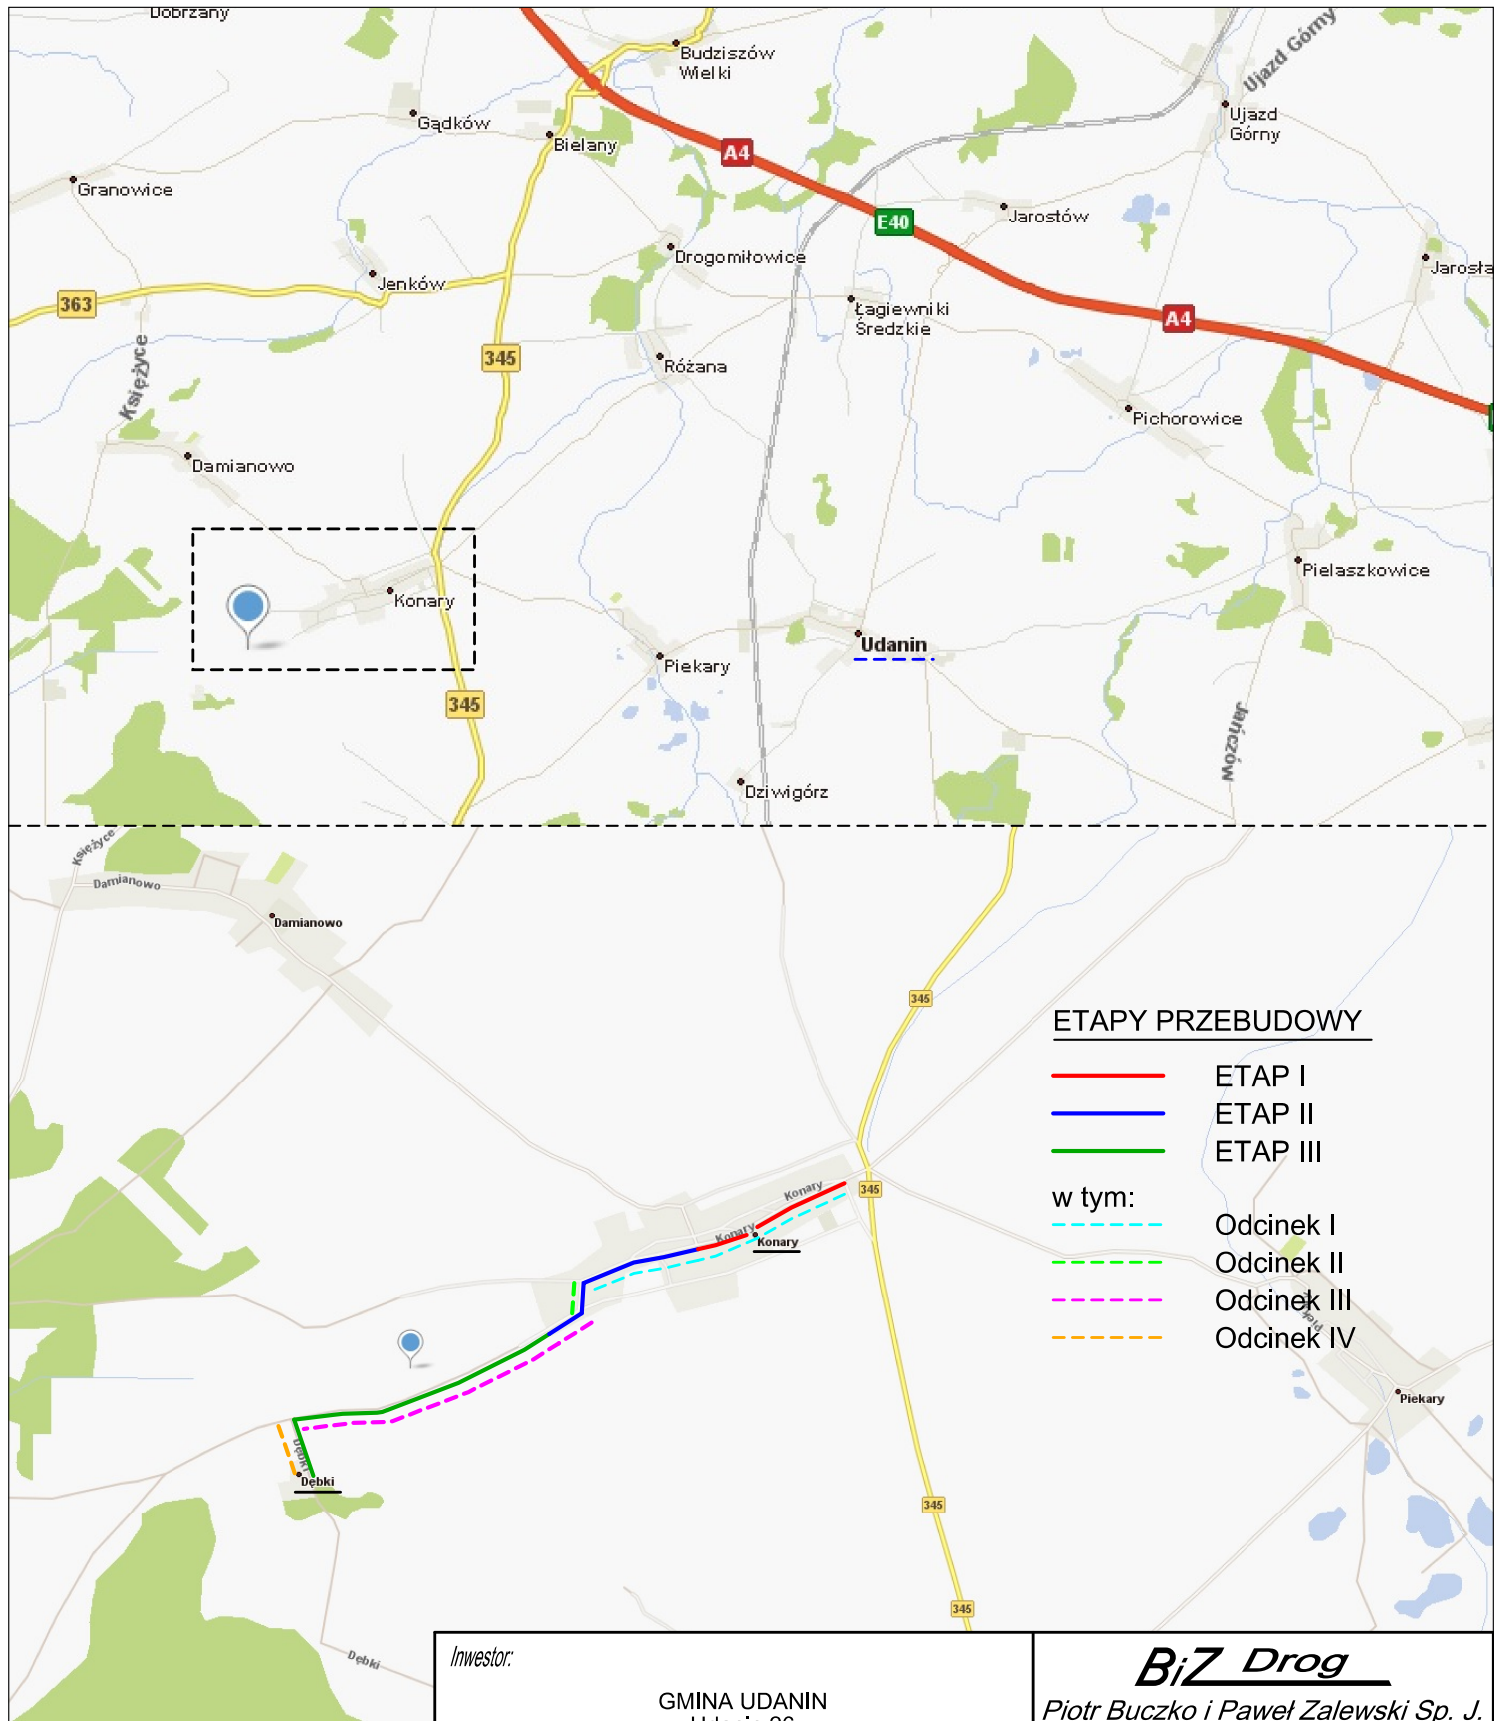 Dobrzany
Budziszów
Wielki
Ujazd Górny
Gądków
Bielany
Ujazd
Górny
A4
Granowice
Jarostów
E40
Drogomiłowice
Jarosła
Jenków
363
Łagiewniki
Średzkie
A4
345
Księżyce
Różana
Pichorowice
Damianowo
Pielaszkowice
Konary
Udanin
Piekary
345
Jańczów
Dziwigórz
Księżyce
Damianowo
Damianowo
345
ETAPY PRZEBUDOWY
ETAP I
ETAP II
ETAP III
w tym:
Odcinek I
Odcinek II
Odcinek III
Odcinek IV
Konary
345
Konary
Konary
Piekary
Dębki
Dębki
345
345
Dębki
Inwestor:
GMINA UDANIN
BiZ Drog
Piotr Buczko i Paweł Zalewski Sp. J.